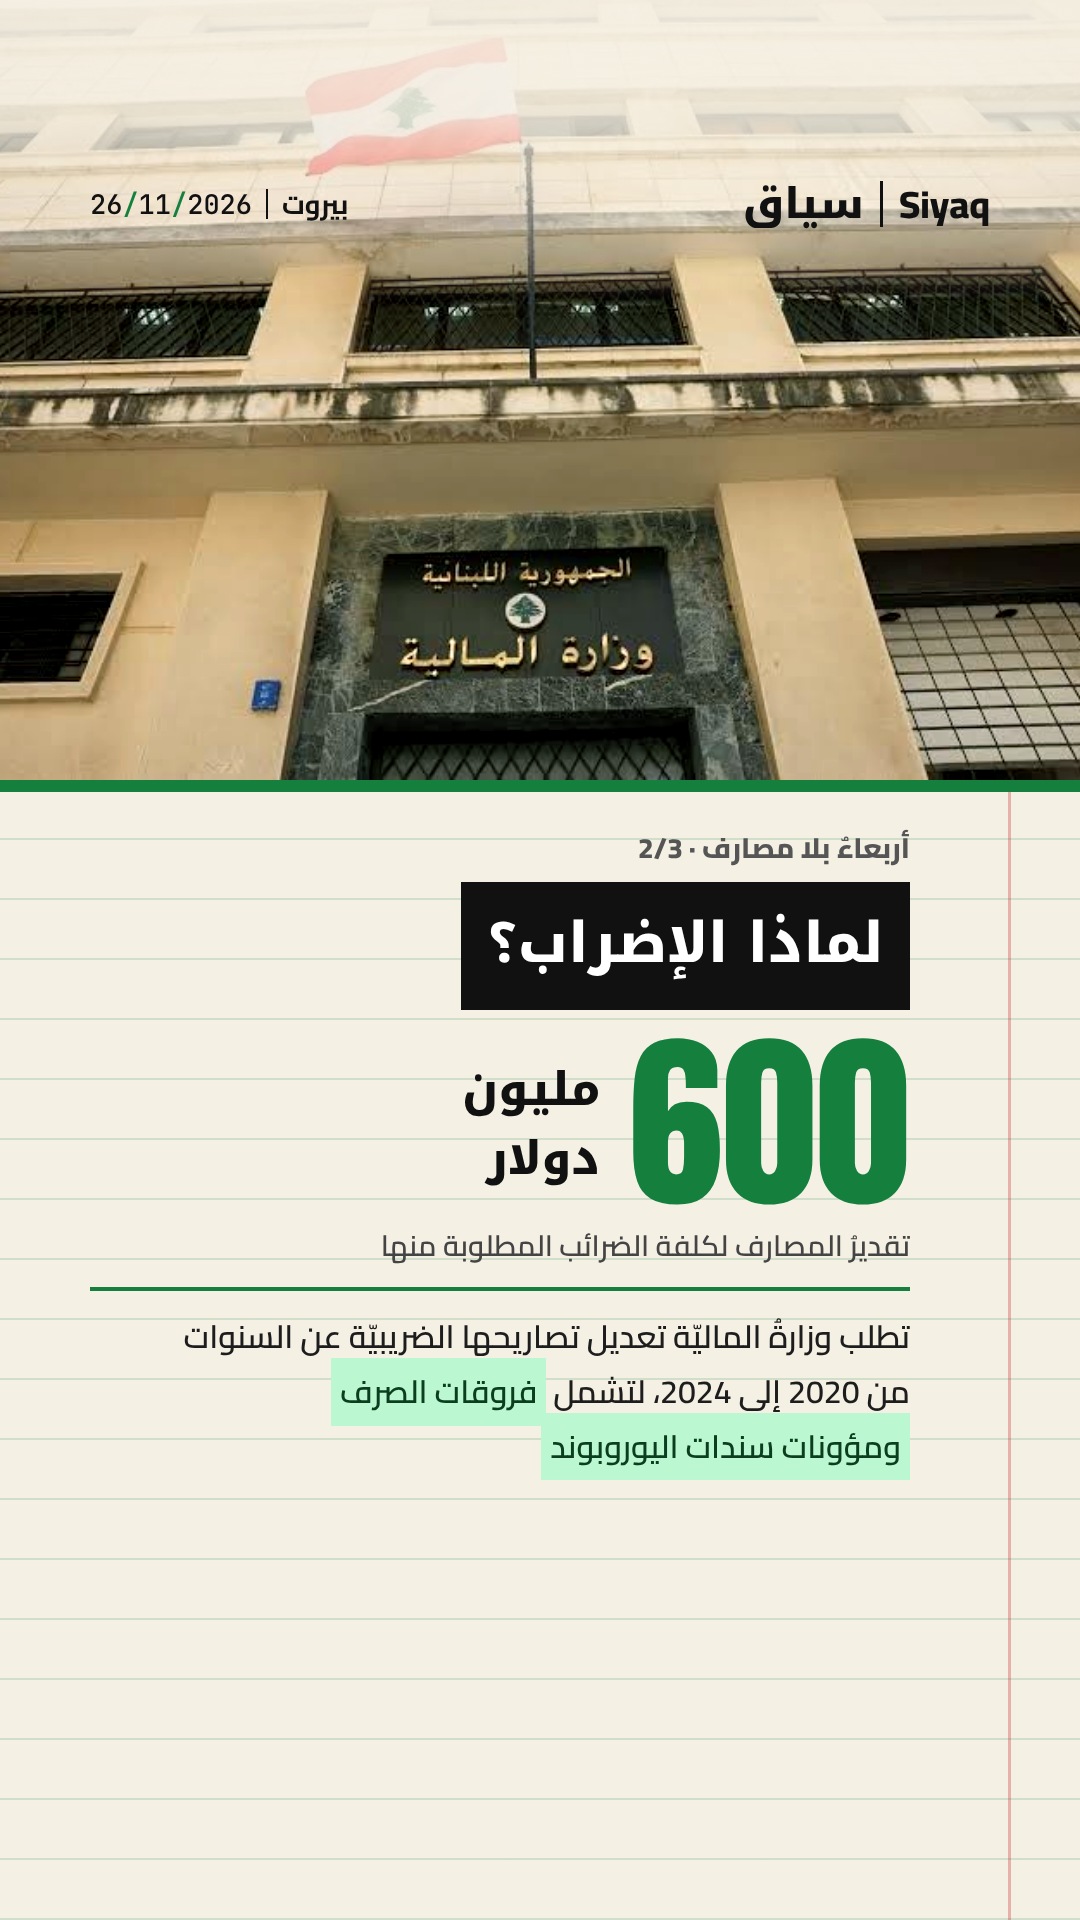 سياق | Siyaq
بيروت | 26/11/2026
الجمهورية اللبنانية
وزارة المالية
أربعاءٌ بلا مصارف · 2/3
لماذا الإضراب؟
600
مليون
دولار
تقديرُ المصارف لكلفة الضرائب المطلوبة منها
تطلب وزارةُ الماليّة تعديل تصاريحها الضريبيّة عن السنوات
من 2020 إلى 2024، لتشمل فروقات الصرف
ومؤونات سندات اليوروبوند